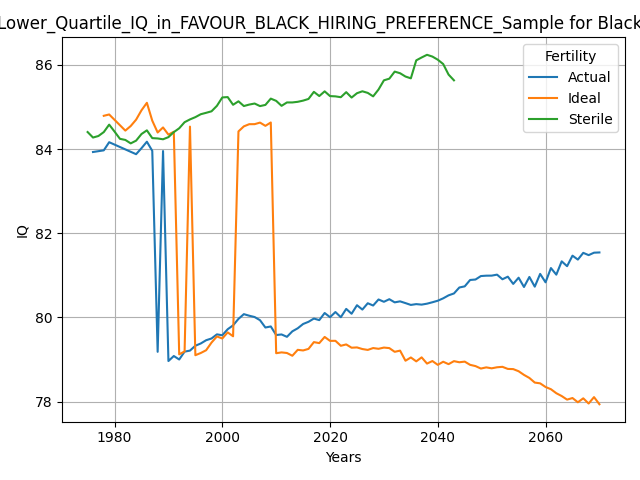 Lower_Quartile_IQ_in_FAVOUR_BLACK_HIRING_PREFERENCE_Sample for Black
86
84
82
80
78
IQ
Fertility
Actual
Ideal
Sterile
1980 2000 2020 2040 2060
Years